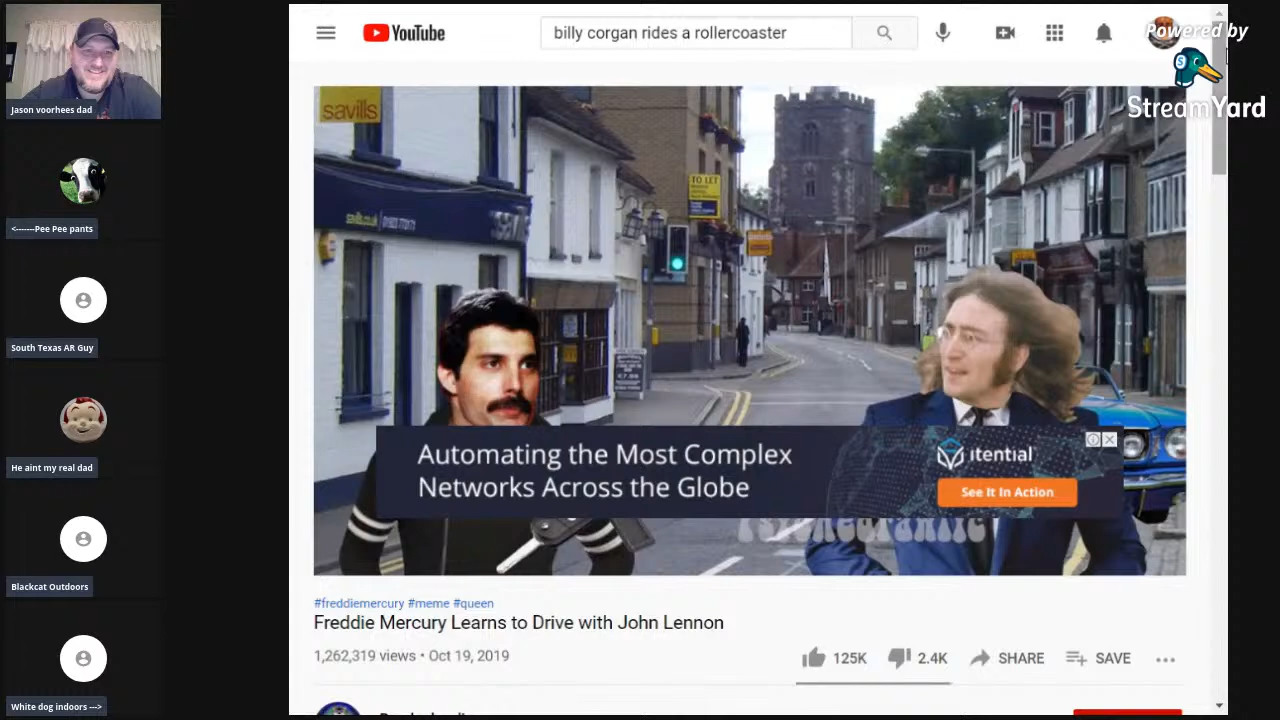 Jason voorhees dad
<------Pee Pee pants
South Texas AR Guy
He aint my real dad
Blackcat Outdoors
White dog indoors --->
YouTube
billy corgan rides a rollercoaster
Powered by
StreamYard
savills
TO LET
Automating the Most Complex
Networks Across the Globe
itential
See It In Action
#freddiemercury #meme #queen
Freddie Mercury Learns to Drive with John Lennon
1,262,319 views • Oct 19, 2019
125K
2.4K
SHARE
SAVE